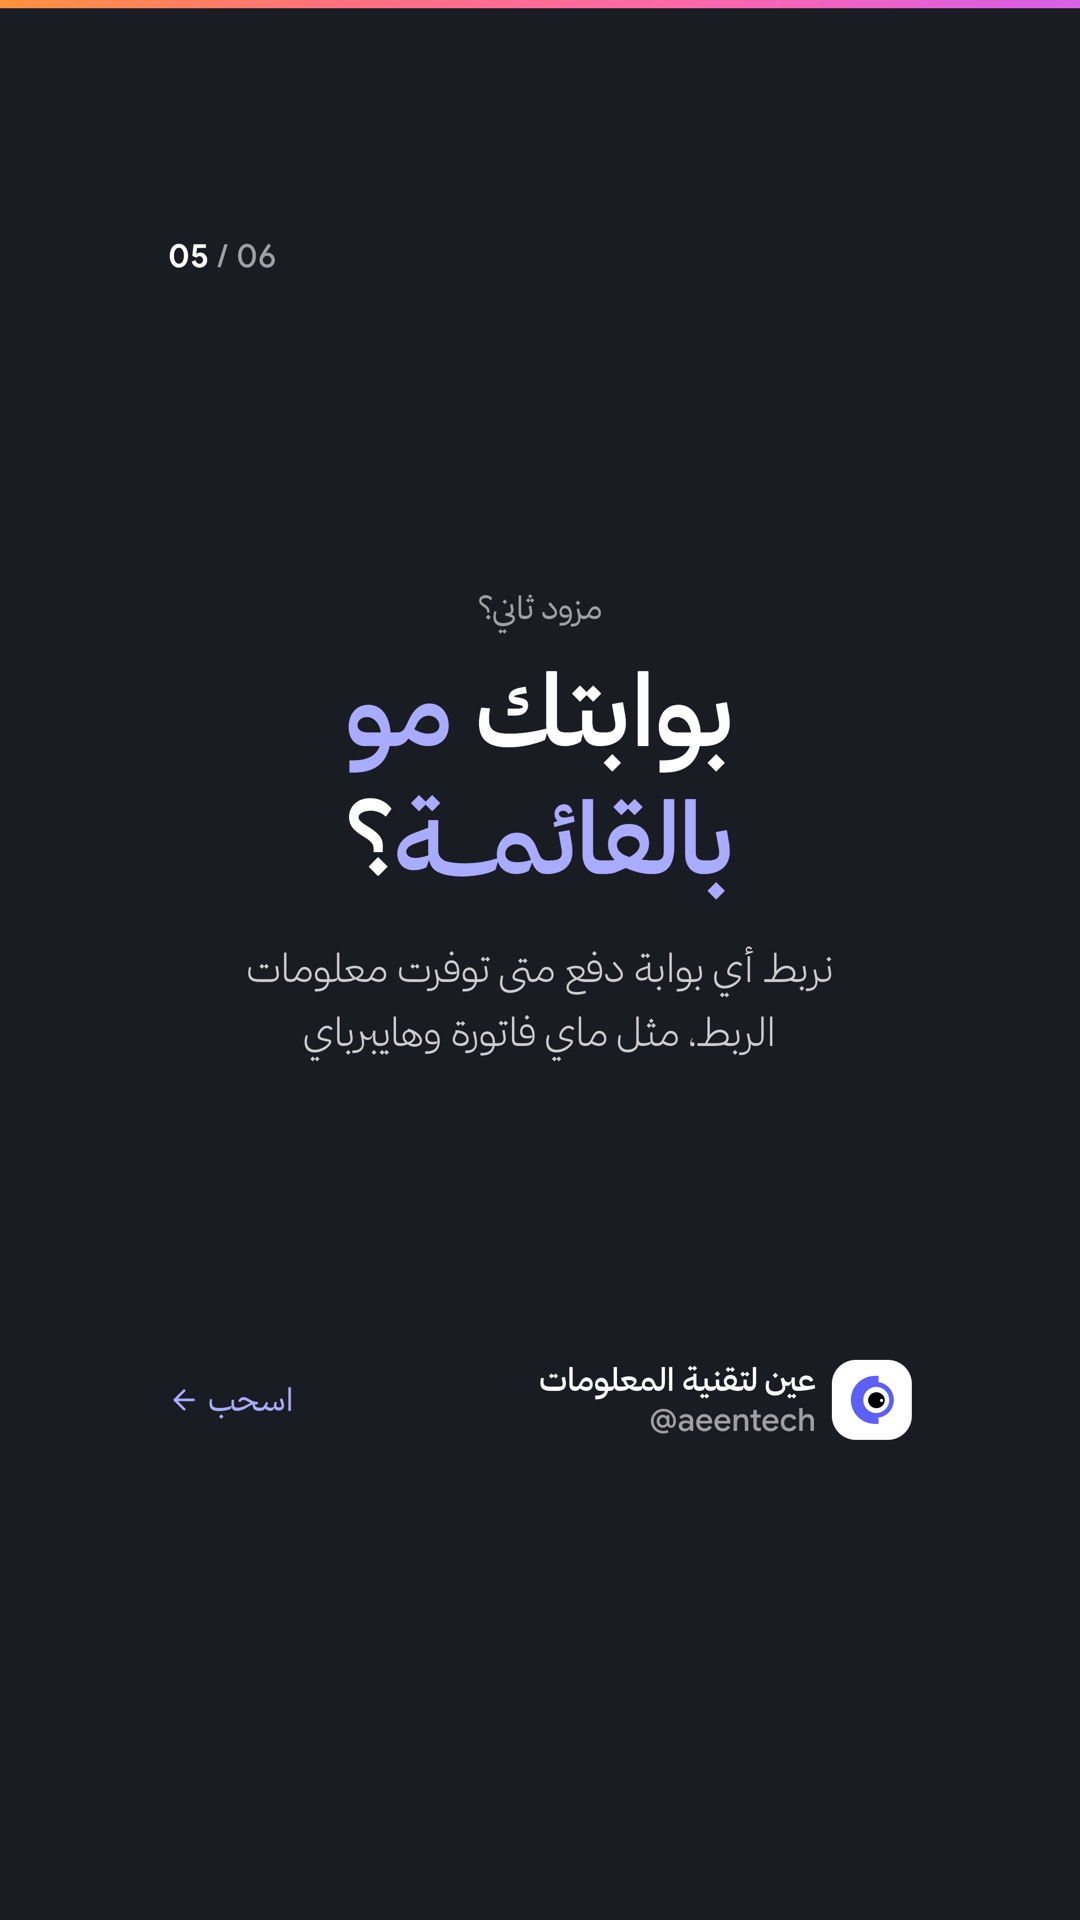 05 / 06
مزود ثاني؟
بوابتك مو
بالقائمـة؟
نربط أي بوابة دفع متى توفرت معلومات
الربط، مثل ماي فاتورة وهايبرباي
عين لتقنية المعلومات
@aeentech
اسحب ←